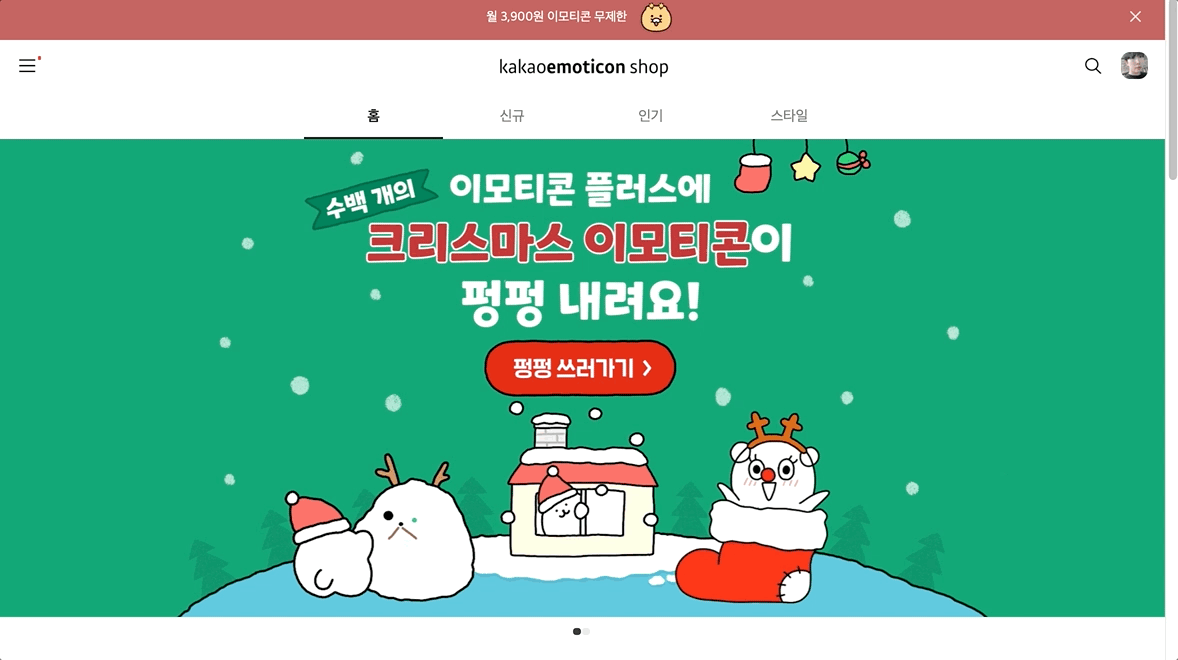 월 3,900원 이모티콘 무제한
kakaoemoticon shop
홈 신규 인기 스타일
수백 개의 이모티콘 플러스에
크리스마스 이모티콘이
펑펑 내려요!
펑펑 쓰러가기 >